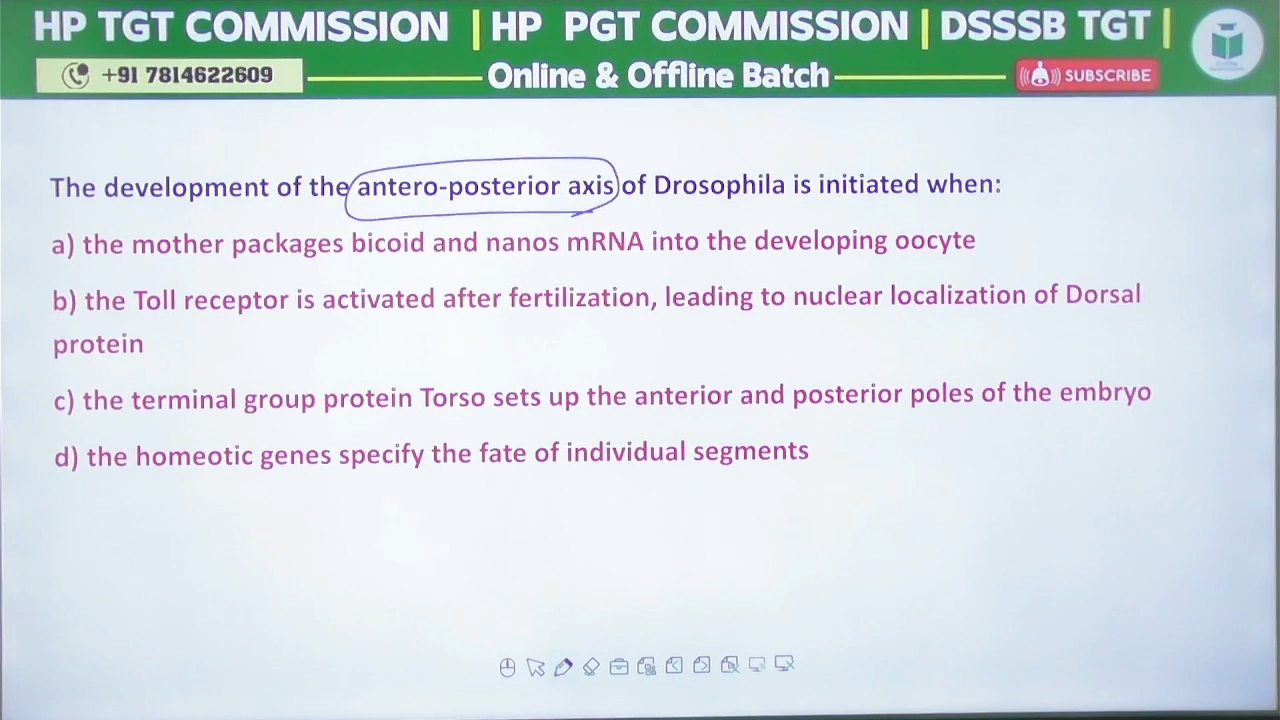 HP TGT COMMISSION | HP PGT COMMISSION | DSSSB TGT |
+91 7814622609 Online & Offline Batch SUBSCRIBE
The development of the antero-posterior axis of Drosophila is initiated when:
a) the mother packages bicoid and nanos mRNA into the developing oocyte
b) the Toll receptor is activated after fertilization, leading to nuclear localization of Dorsal
protein
c) the terminal group protein Torso sets up the anterior and posterior poles of the embryo
d) the homeotic genes specify the fate of individual segments